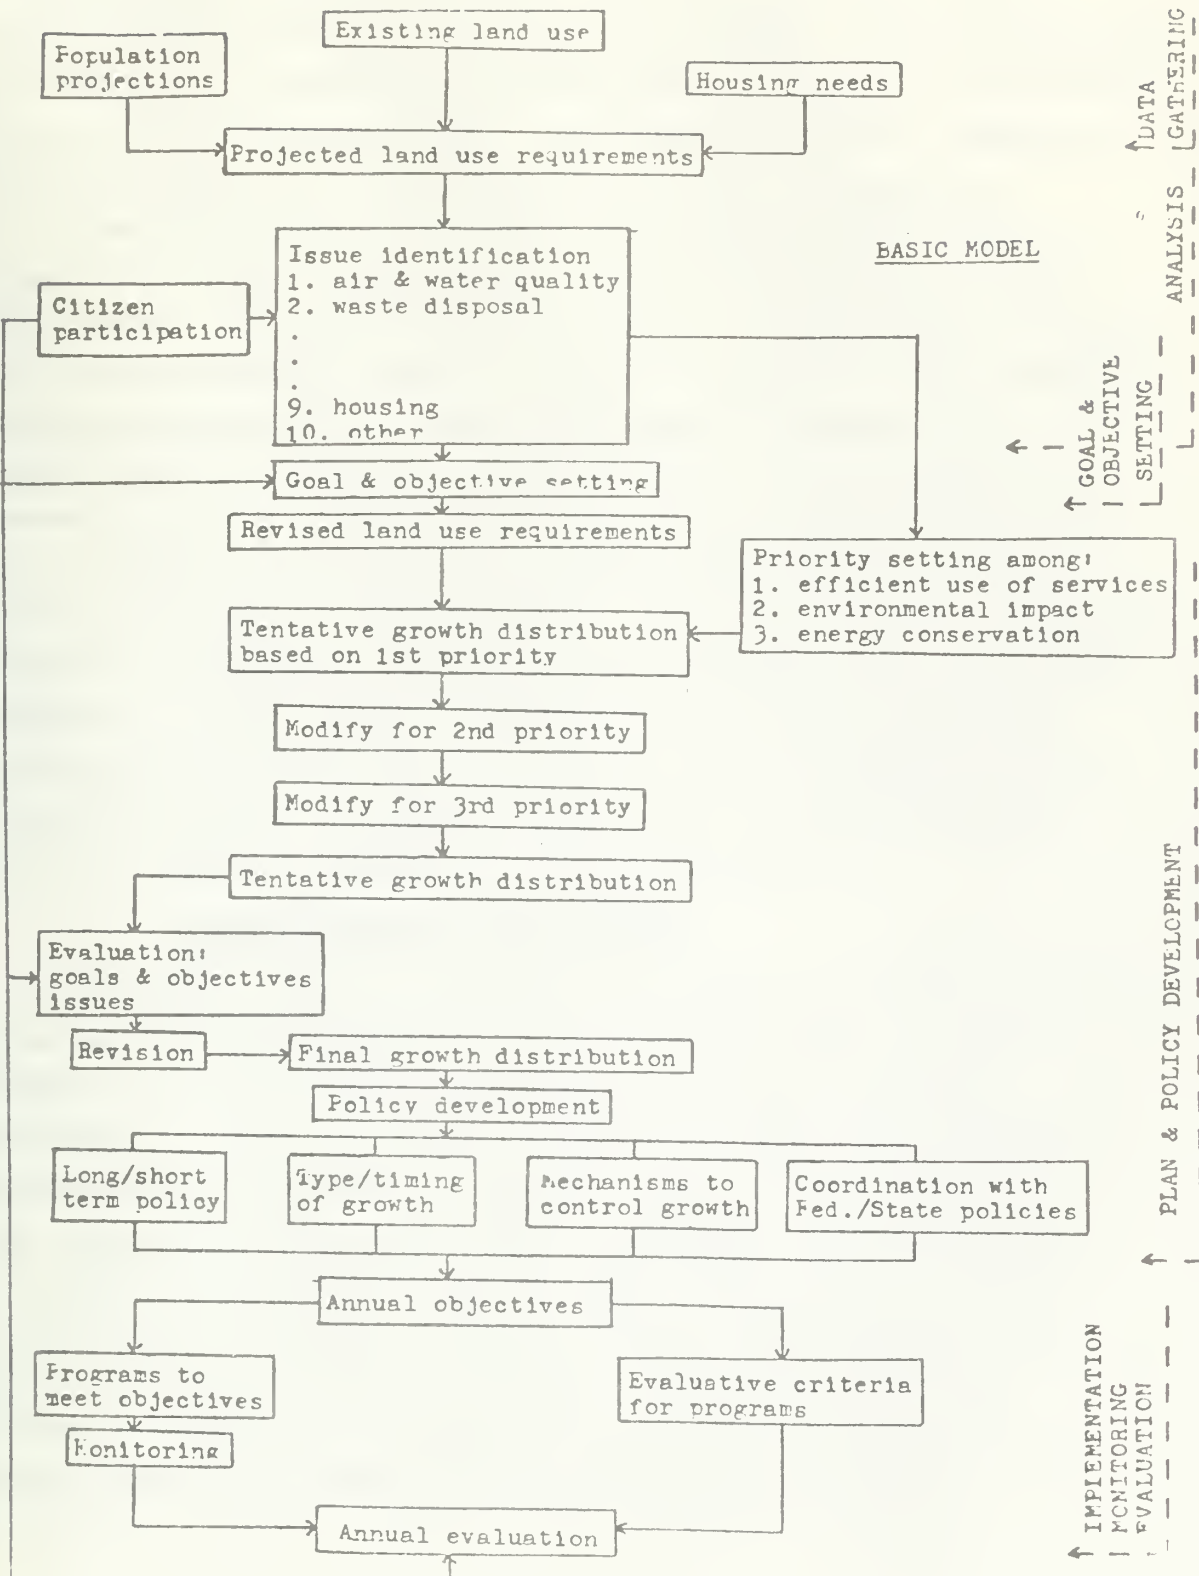 Existing land use
Population
projections
Housing needs
Projected land use requirements
BASIC MODEL
Issue identification
1. air & water quality
2. waste disposal
.
.
.
9. housing
10. other
Citizen
participation
Goal & objective setting
Revised land use requirements
Priority setting among:
1. efficient use of services
2. environmental impact
3. energy conservation
Tentative growth distribution
based on 1st priority
Modify for 2nd priority
Modify for 3rd priority
Tentative growth distribution
Evaluation:
goals & objectives
issues
Revision
Final growth distribution
Policy development
Long/short
term policy
Type/timing
of growth
Mechanisms to
control growth
Coordination with
Fed./State policies
Annual objectives
Programs to
meet objectives
Evaluative criteria
for programs
Monitoring
Annual evaluation
DATA
GATHERING
ANALYSIS
GOAL &
OBJECTIVE
SETTING
PLAN & POLICY DEVELOPMENT
IMPLEMENTATION
MONITORING
EVALUATION